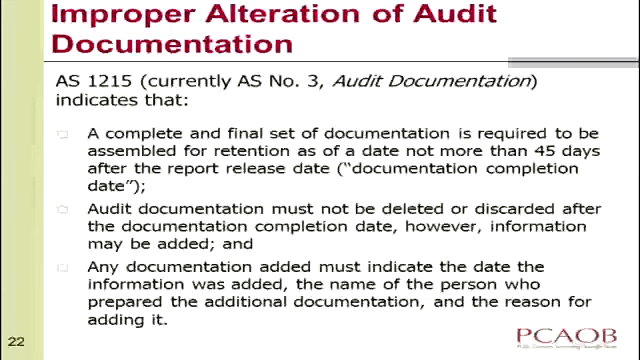 Improper Alteration of Audit
Documentation
AS 1215 (currently AS No. 3, Audit Documentation)
indicates that:
A complete and final set of documentation is required to be
assembled for retention as of a date not more than 45 days
after the report release date (“documentation completion
date”);
Audit documentation must not be deleted or discarded after
the documentation completion date, however, information
may be added; and
Any documentation added must indicate the date the
information was added, the name of the person who
prepared the additional documentation, and the reason for
adding it.
22
PCAOB